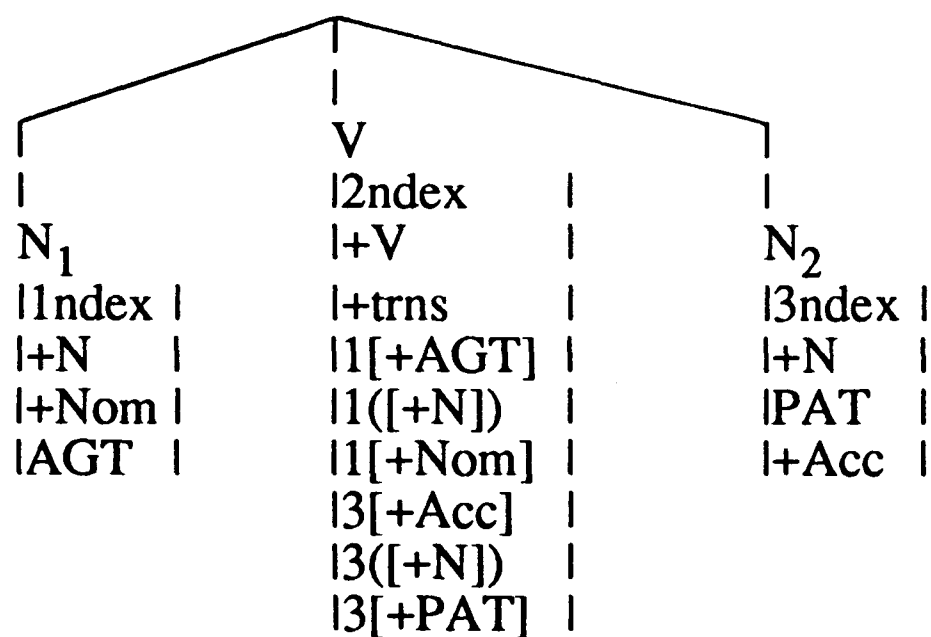 V
|2ndex |
N1 |+V | N2
|1ndex | |+trns | |3ndex |
|+N | |1[+AGT] | |+N |
|+Nom | |1([+N]) | |PAT |
|AGT | |1[+Nom] | |+Acc |
|3[+Acc] |
|3([+N]) |
|3[+PAT] |